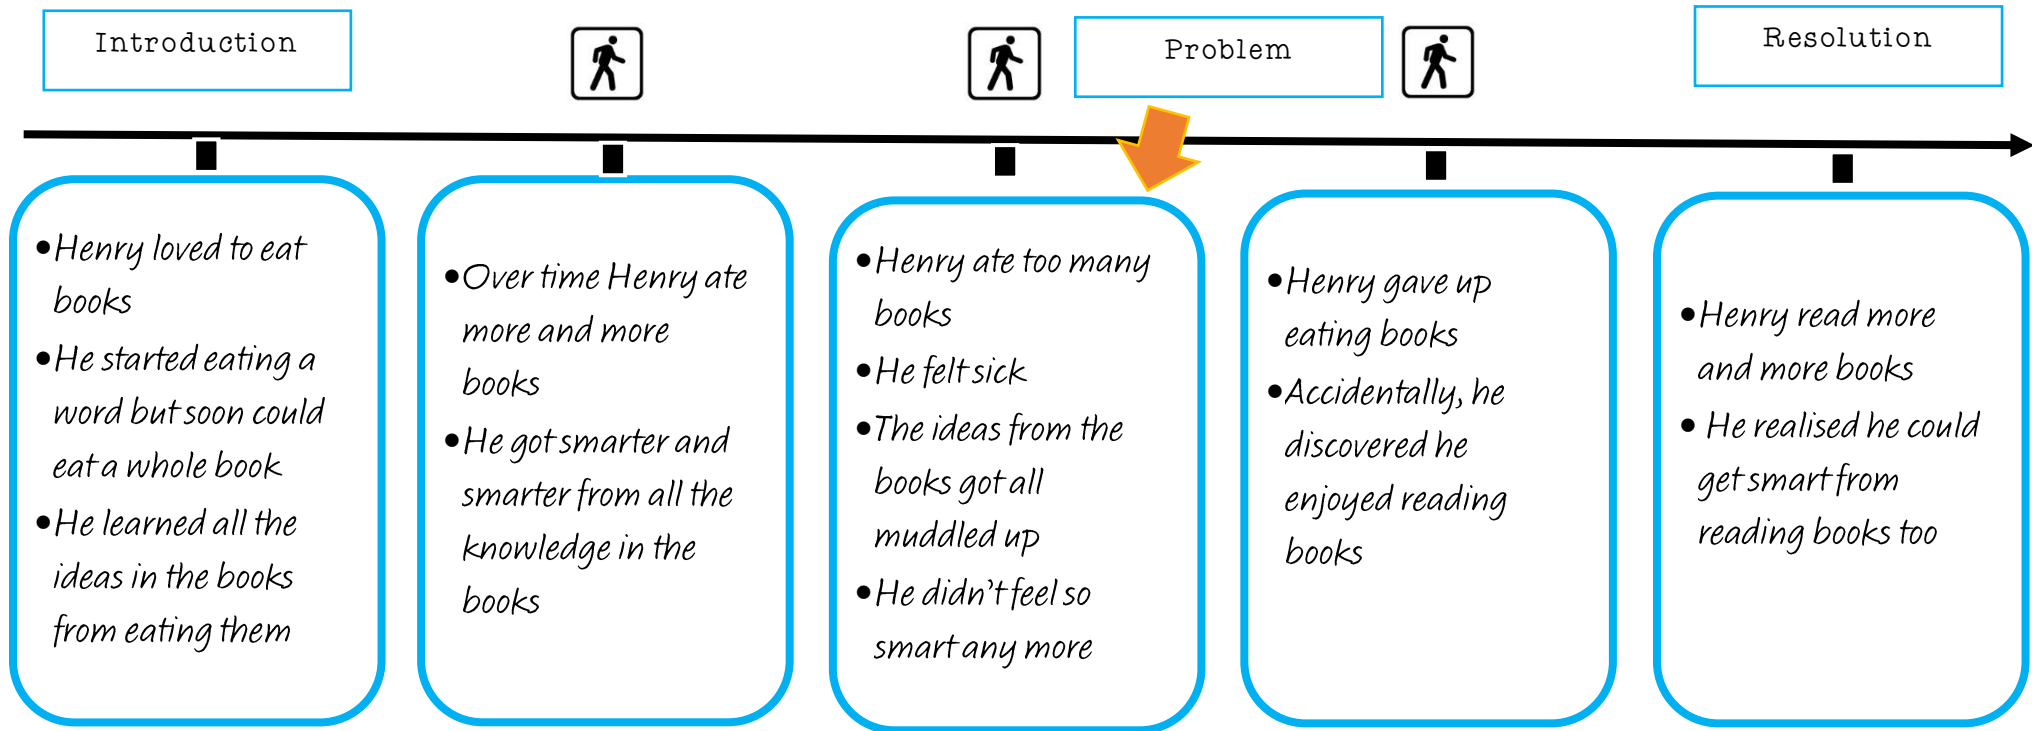 Introduction
Problem
Resolution
•Henry loved to eat
books
•He started eating a
word but soon could
eat a whole book
•He learned all the
ideas in the books
from eating them
•Over time Henry ate
more and more
books
•He got smarter and
smarter from all the
knowledge in the
books
•Henry ate too many
books
•He felt sick
•The ideas from the
books got all
muddled up
•He didn't feel so
smart any more
•Henry gave up
eating books
•Accidentally, he
discovered he
enjoyed reading
books
•Henry read more
and more books
• He realised he could
get smart from
reading books too